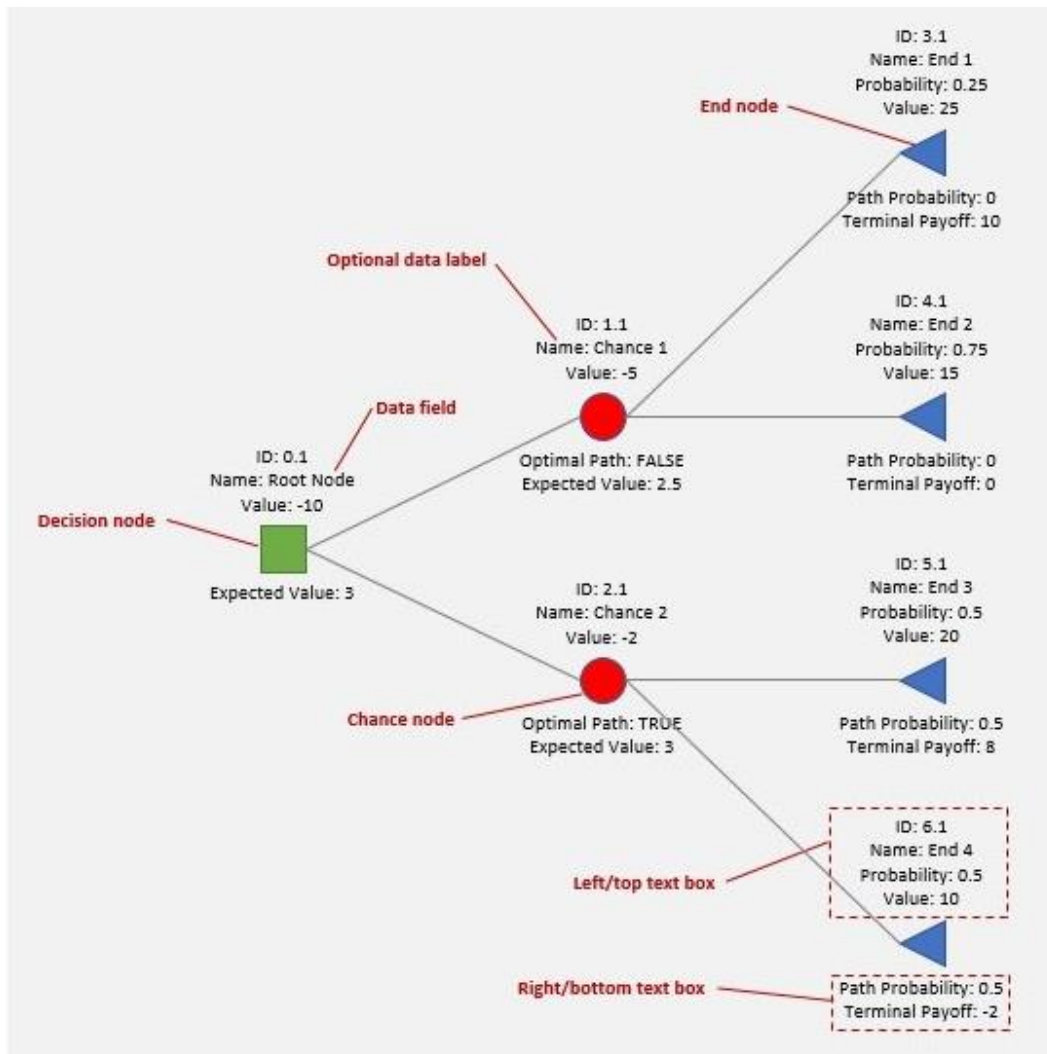 ID: 3.1
Name: End 1
Probability: 0.25
Value: 25
End node
Path Probability: 0
Terminal Payoff: 10
Optional data label
ID: 1.1
Name: Chance 1
Value: -5
ID: 4.1
Name: End 2
Probability: 0.75
Value: 15
Data field
Optimal Path: FALSE
Expected Value: 2.5
Path Probability: 0
Terminal Payoff: 0
ID: 0.1
Name: Root Node
Value: -10
Decision node
Expected Value: 3
ID: 2.1
Name: Chance 2
Value: -2
ID: 5.1
Name: End 3
Probability: 0.5
Value: 20
Chance node
Optimal Path: TRUE
Expected Value: 3
Path Probability: 0.5
Terminal Payoff: 8
ID: 6.1
Name: End 4
Probability: 0.5
Value: 10
Left/top text box
Right/bottom text box
Path Probability: 0.5
Terminal Payoff: -2